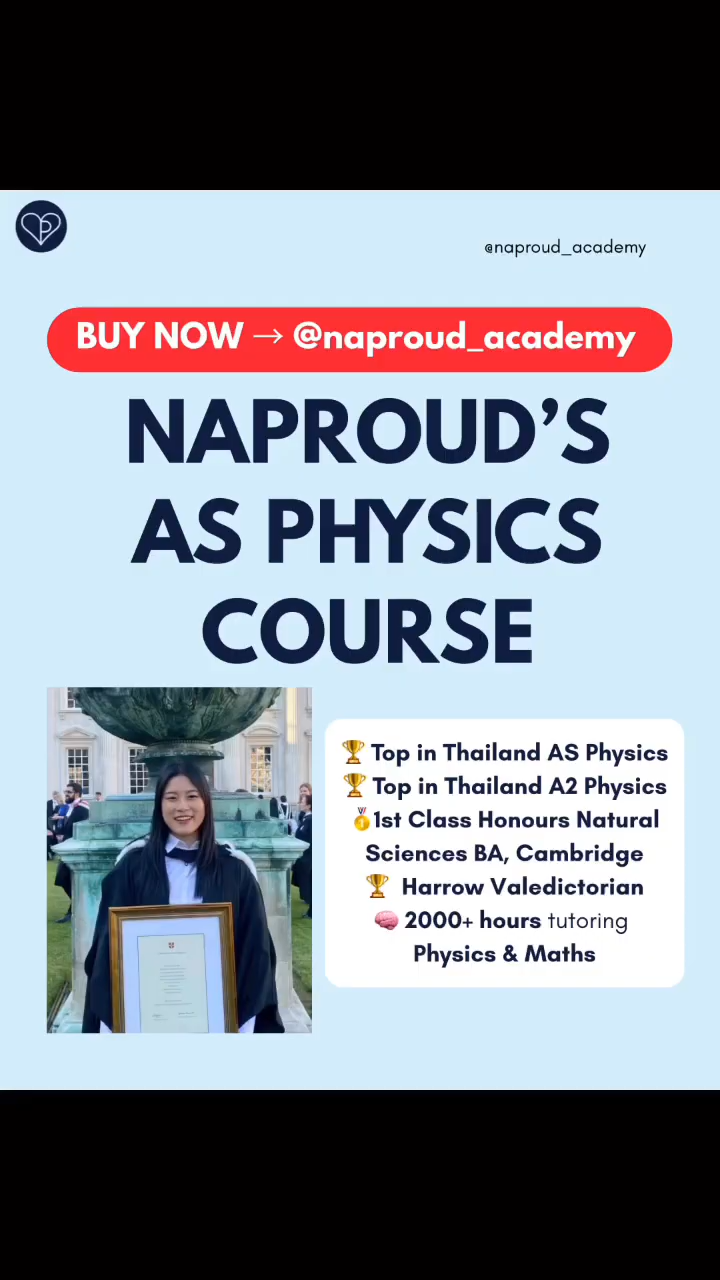 @naproud_academy
BUY NOW → @naproud_academy
NAPROUD’S
AS PHYSICS
COURSE
🏆 Top in Thailand AS Physics
🏆 Top in Thailand A2 Physics
🏅1st Class Honours Natural
Sciences BA, Cambridge
🏆 Harrow Valedictorian
🧠 2000+ hours tutoring
Physics & Maths